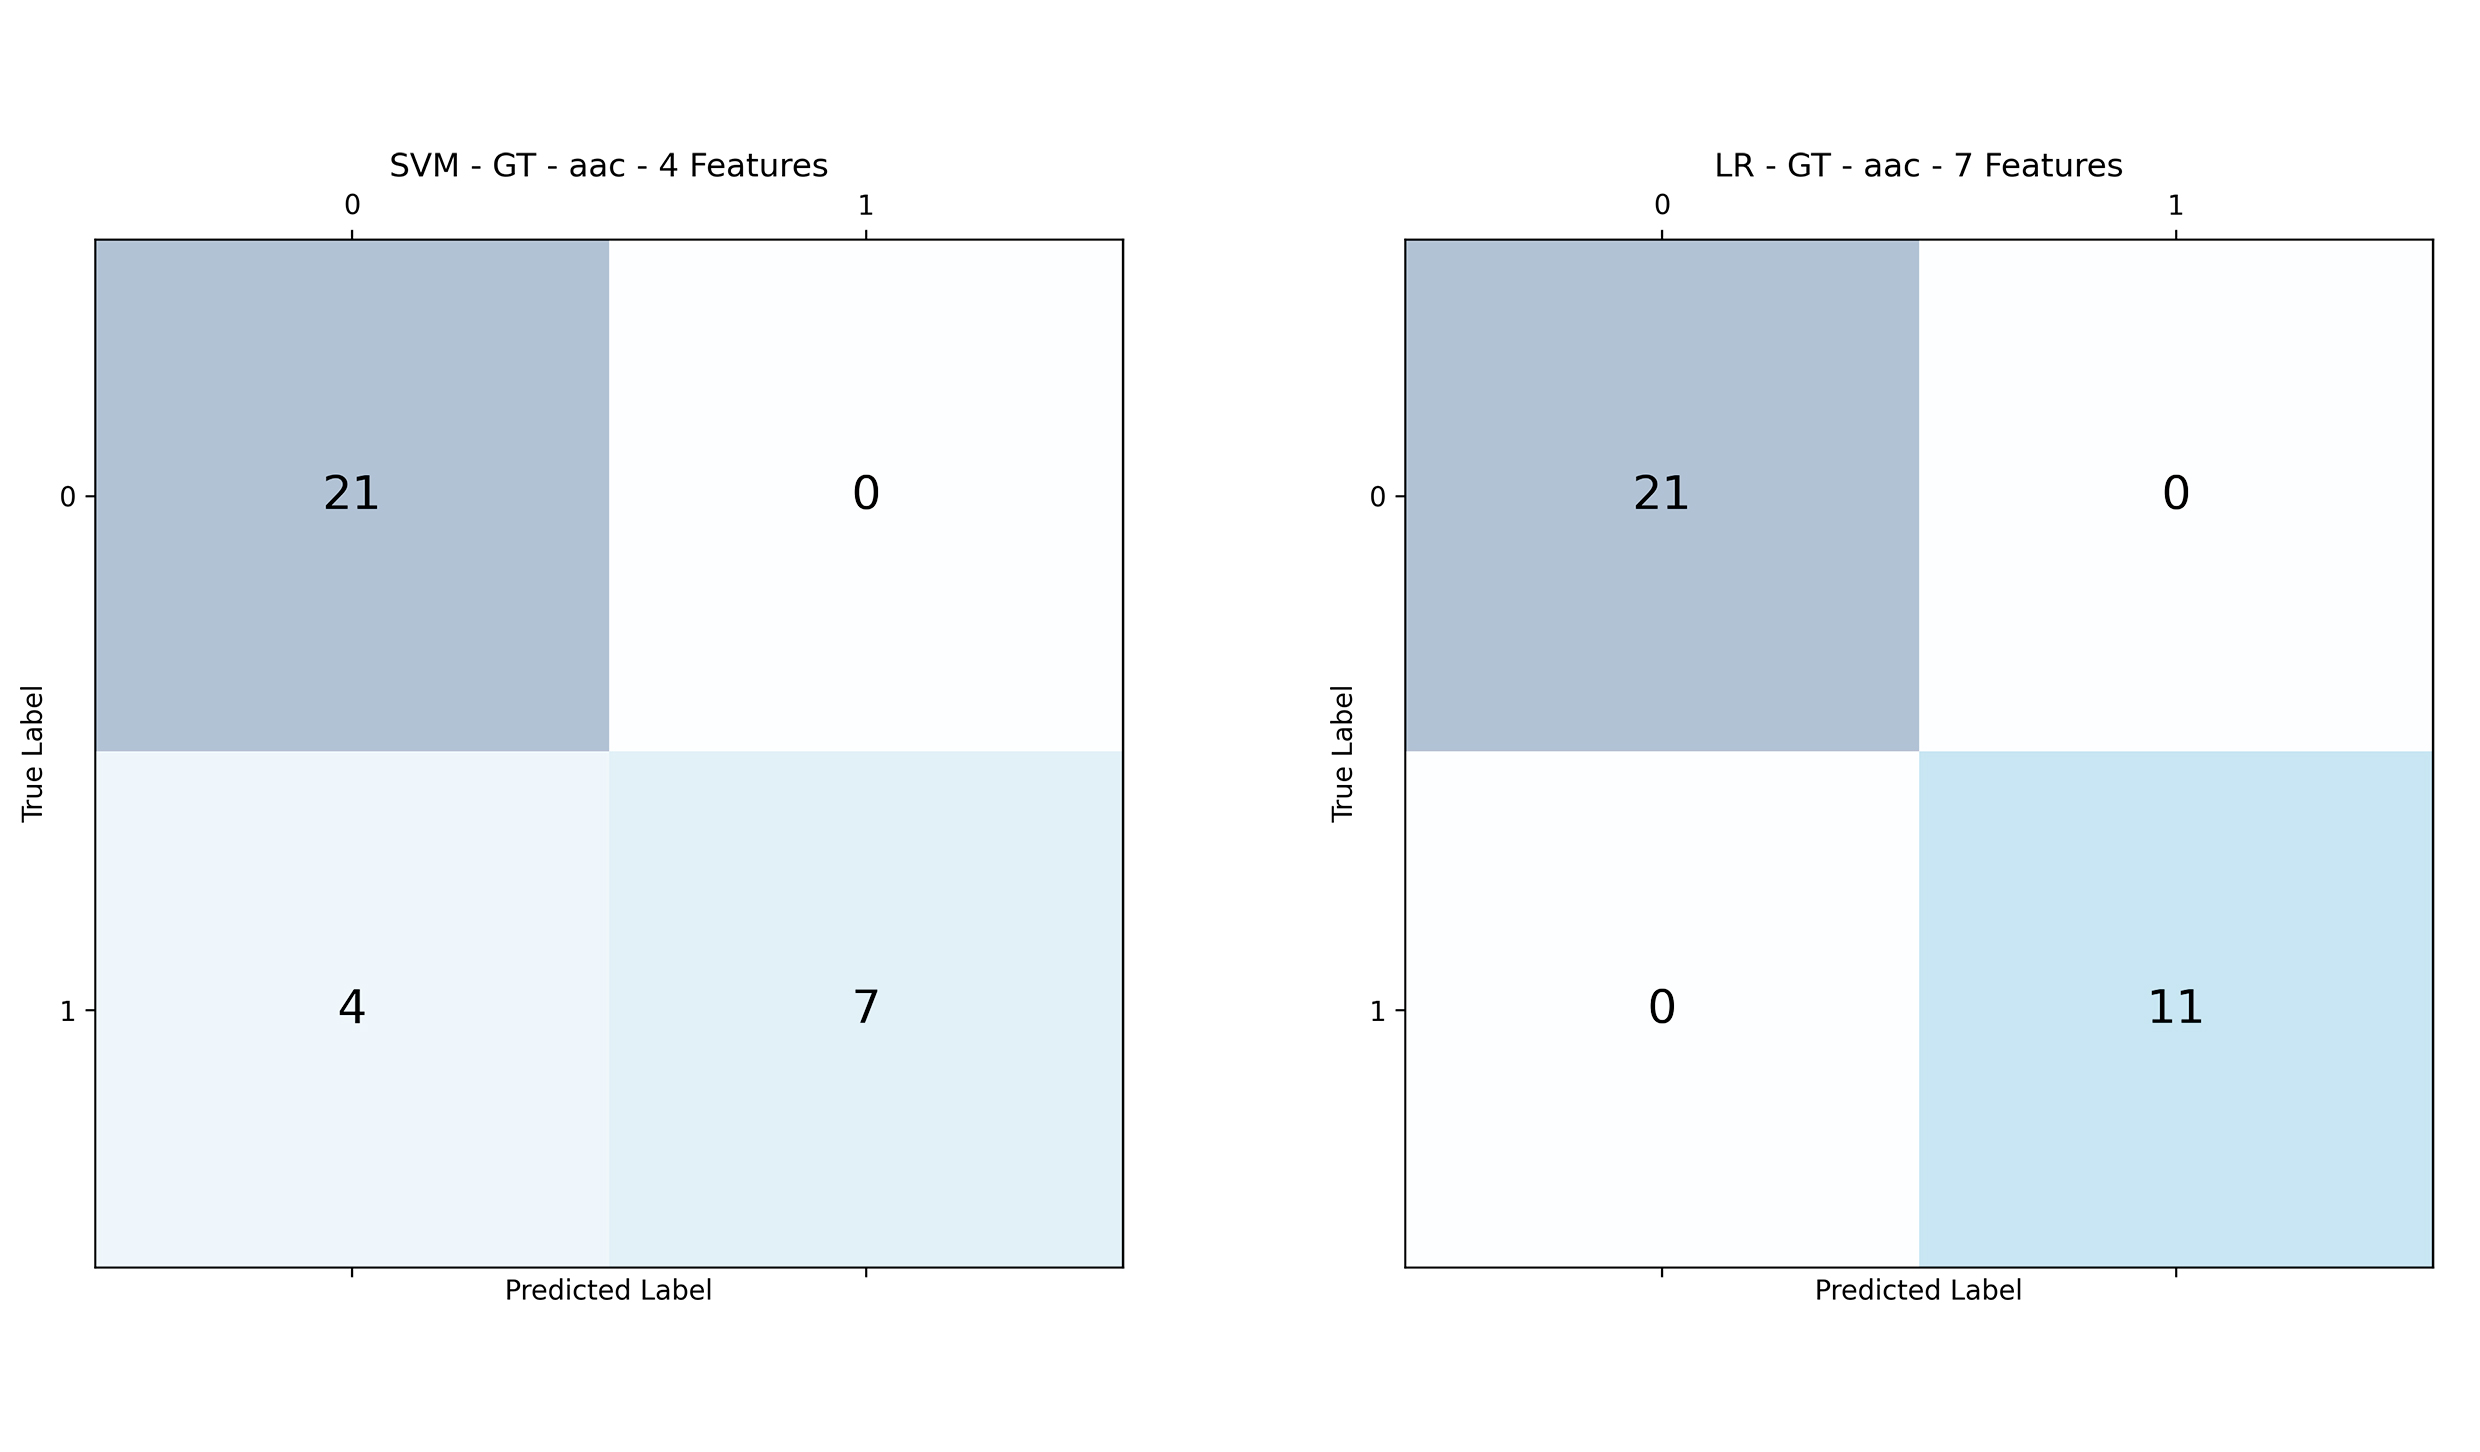 SVM - GT - aac - 4 Features
0 1
0 21 0
True Label
1 4 7
Predicted Label
LR - GT - aac - 7 Features
0 1
0 21 0
True Label
1 0 11
Predicted Label